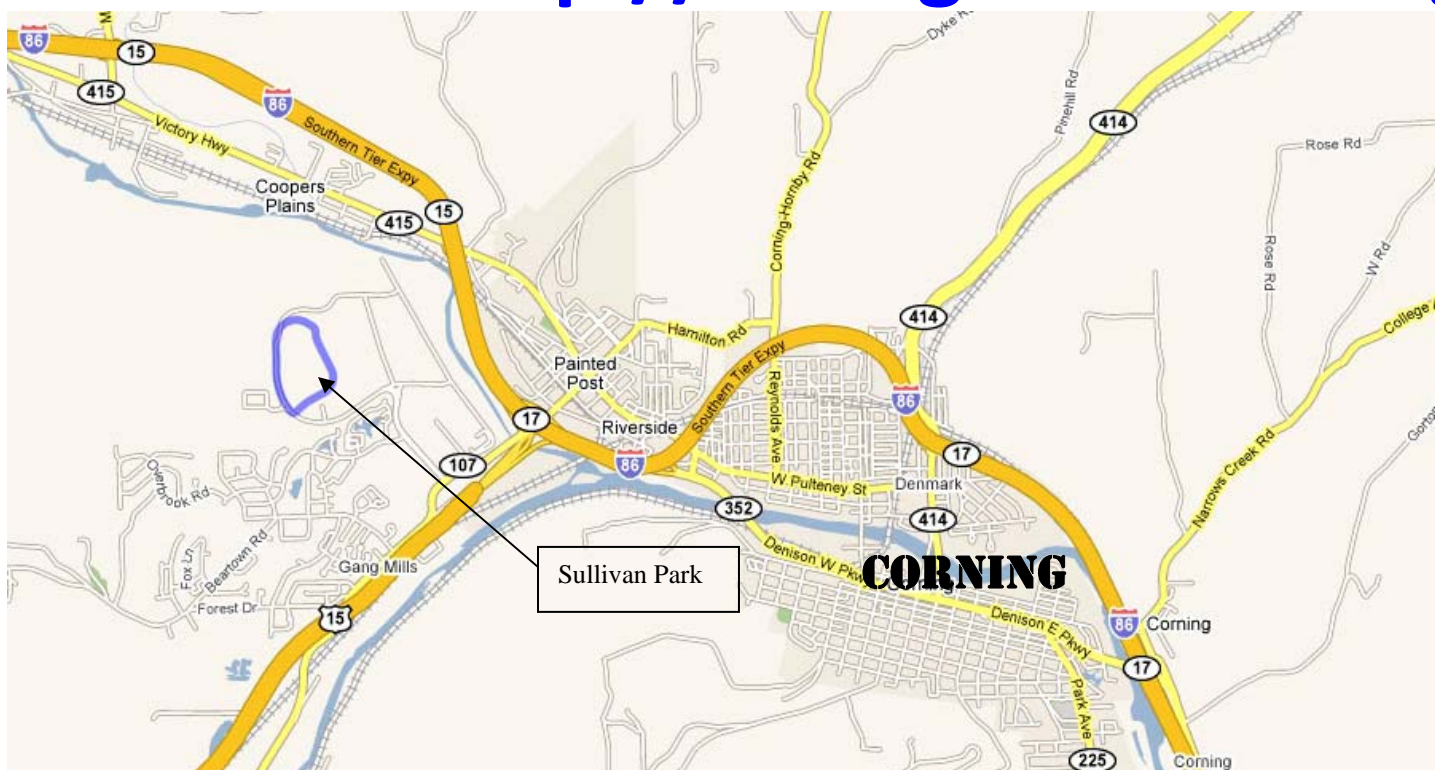 86
15
W
Dyke Rd
415
86
Southern Tier Expy
Victory Hwy
Pinehill Rd
414
Rose Rd
Coopers
Plains
415
15
Corning-Hornby Rd
Rose Rd
W Rd
414
College
Hamilton Rd
Painted
Post
Southern Tier Expy
Reynolds Ave
86
17
Riverside
86
17
107
W Pulteney St
Denmark
Overbrook Rd
352
414
Narrows Creek Rd
Fox Ln
Beartown Rd
Gang Mills
Sullivan Park
Denison W Pkwy
CORNING
Forest Dr
15
Denison E Pkwy
86
Corning
17
Park Ave
225
Corning